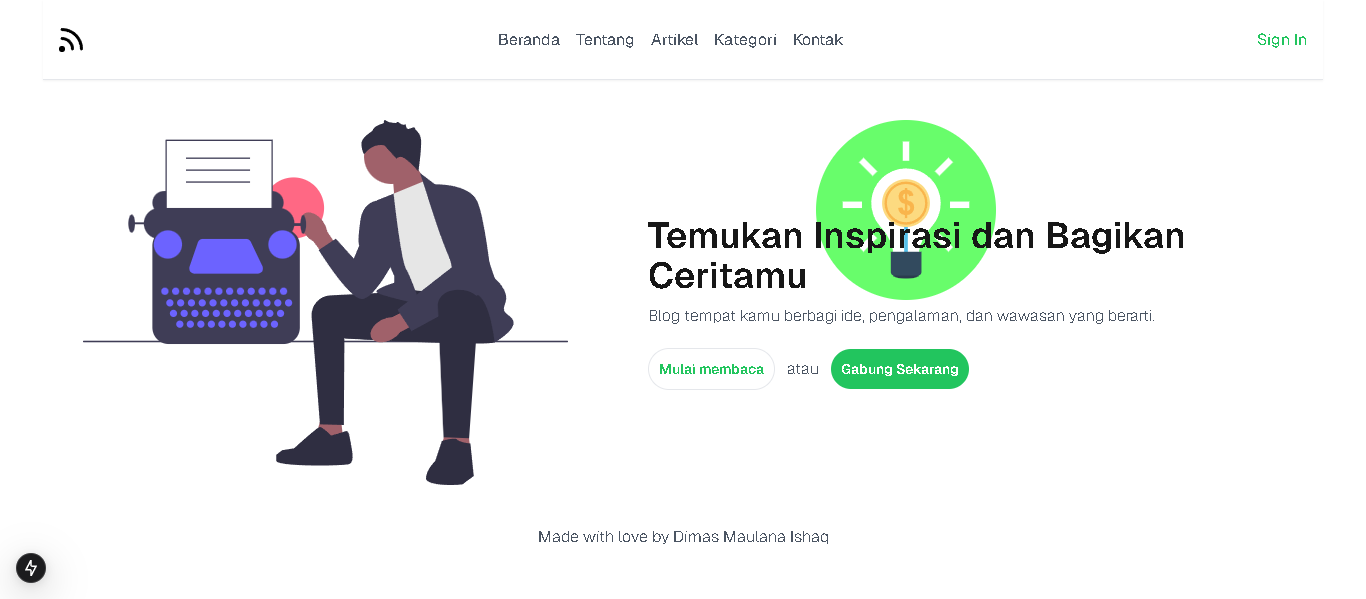 Beranda Tentang Artikel Kategori Kontak Sign In
$
Temukan Inspirasi dan Bagikan
Ceritamu
Blog tempat kamu berbagi ide, pengalaman, dan wawasan yang berarti.
Mulai membaca atau Gabung Sekarang
Made with love by Dimas Maulana Ishaq